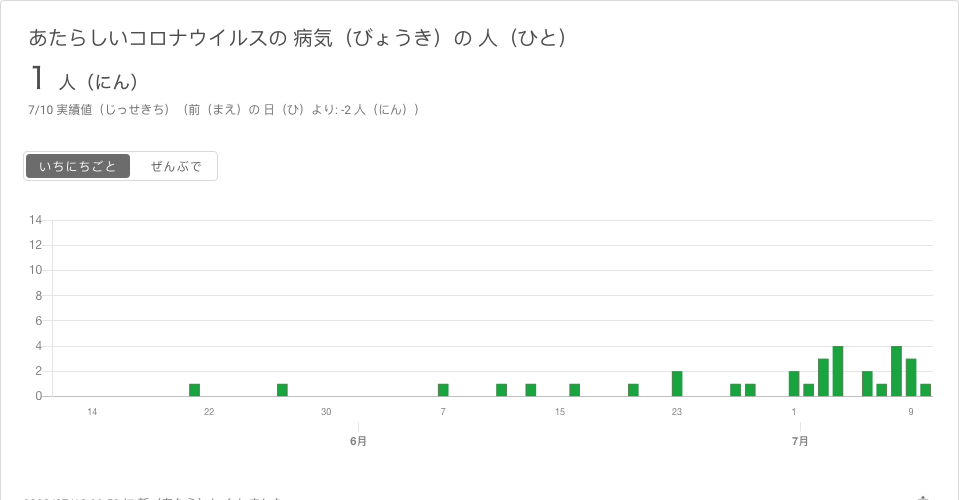 あたらしいコロナウイルスの 病気（びょうき）の 人（ひと）
1 人（にん）
7/10 実績値（じっせきち）（前（まえ）の 日（ひ）より: -2 人（にん））
いちにちごと ぜんぶで
14
12
10
8
6
4
2
0
14 22 30 7 15 23 1 9
6月 7月